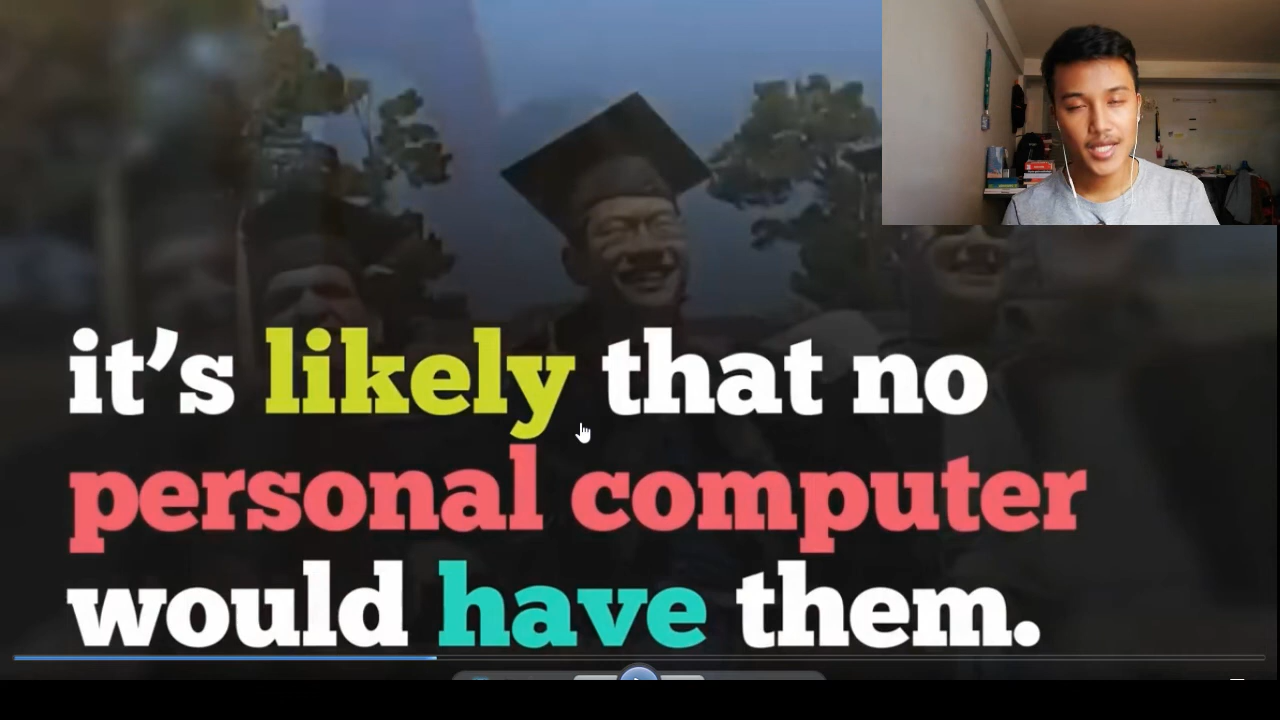 it’s likely that no
personal computer
would have them.